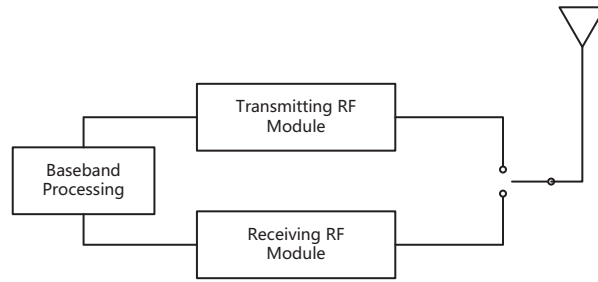 Transmitting RF
Module
Baseband
Processing
Receiving RF
Module